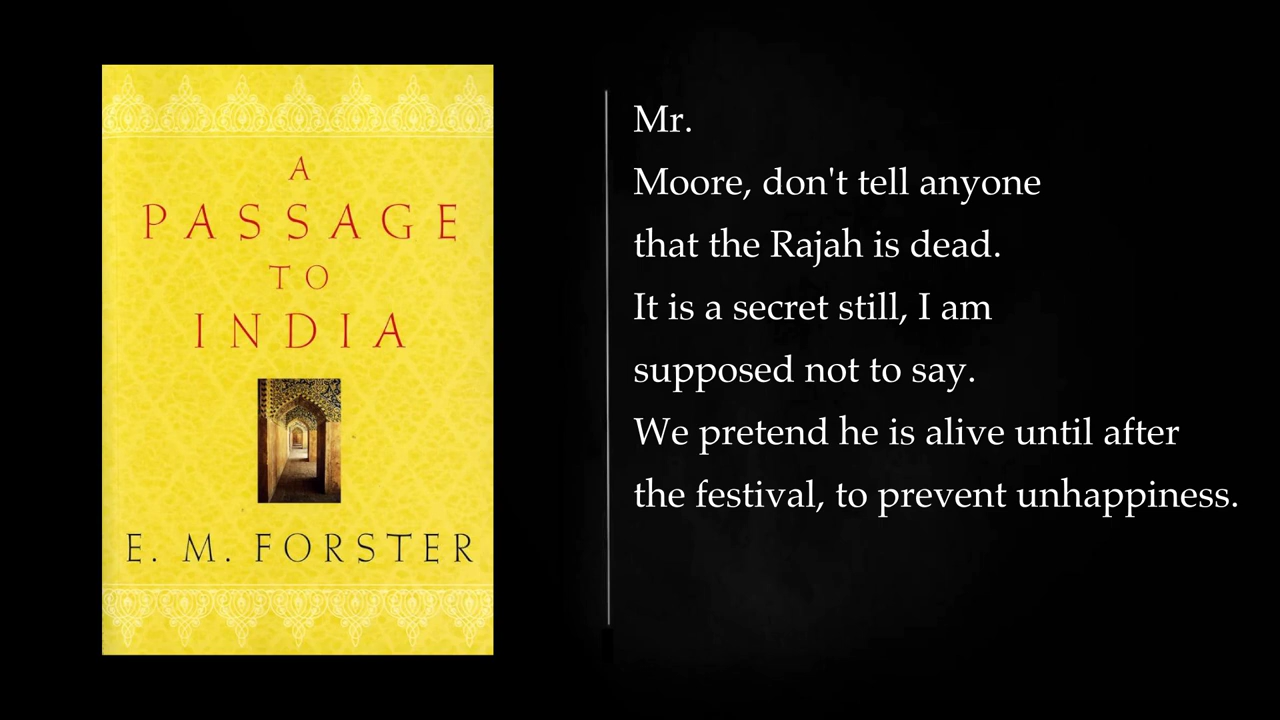 A
PASSAGE
TO
INDIA
E. M. FORSTER
Mr.
Moore, don't tell anyone
that the Rajah is dead.
It is a secret still, I am
supposed not to say.
We pretend he is alive until after
the festival, to prevent unhappiness.